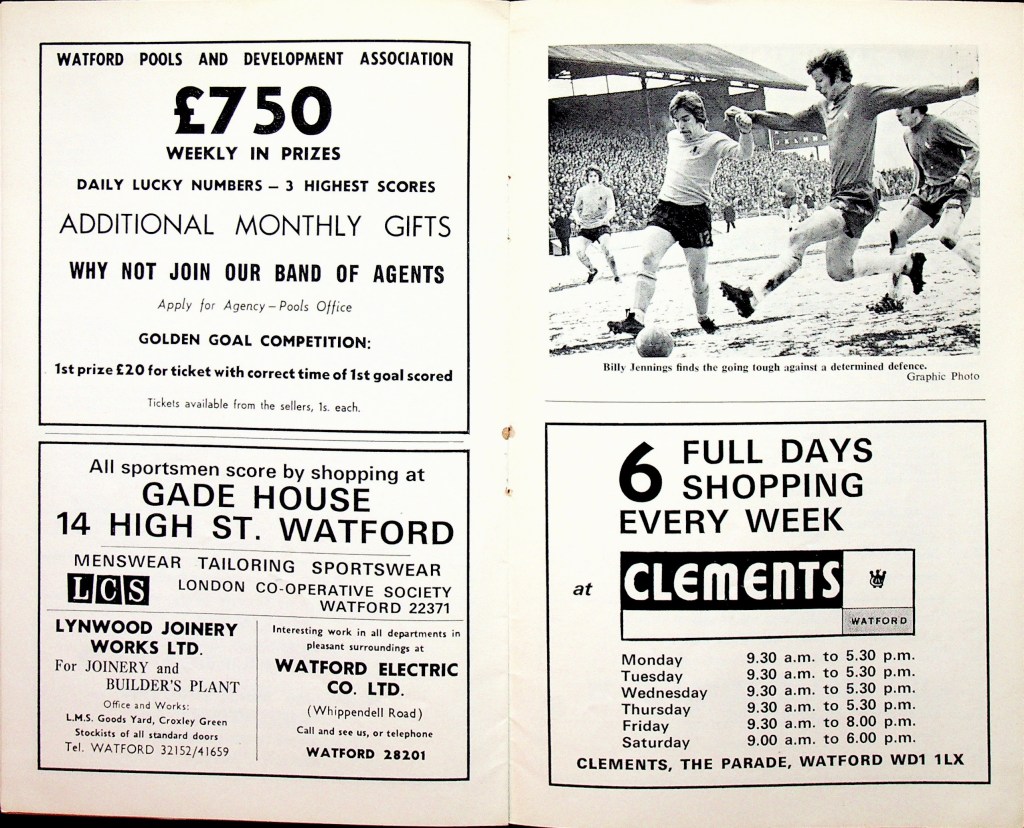 WATFORD POOLS AND DEVELOPMENT ASSOCIATION
£750
WEEKLY IN PRIZES
DAILY LUCKY NUMBERS – 3 HIGHEST SCORES
ADDITIONAL MONTHLY GIFTS
WHY NOT JOIN OUR BAND OF AGENTS
Apply for Agency – Pools Office
GOLDEN GOAL COMPETITION:
1st prize £20 for ticket with correct time of 1st goal scored
Tickets available from the sellers, 1s. each.
All sportsmen score by shopping at
GADE HOUSE
14 HIGH ST. WATFORD
MENSWEAR TAILORING SPORTSWEAR
LCS
LONDON CO-OPERATIVE SOCIETY
WATFORD 22371
LYNWOOD JOINERY
WORKS LTD.
For JOINERY and
BUILDER'S PLANT
Office and Works:
L.M.S. Goods Yard, Croxley Green
Stockists of all standard doors
Tel. WATFORD 32152/41659
Interesting work in all departments in
pleasant surroundings at
WATFORD ELECTRIC
CO. LTD.
(Whippendell Road)
Call and see us, or telephone
WATFORD 28201
12
Billy Jennings finds the going tough against a determined defence.
Graphic Photo
6 FULL DAYS
SHOPPING
EVERY WEEK
at CLEMENTS
WATFORD
Monday 9.30 a.m. to 5.30 p.m.
Tuesday 9.30 a.m. to 5.30 p.m.
Wednesday 9.30 a.m. to 5.30 p.m.
Thursday 9.30 a.m. to 5.30 p.m.
Friday 9.30 a.m. to 8.00 p.m.
Saturday 9.00 a.m. to 6.00 p.m.
CLEMENTS, THE PARADE, WATFORD WD1 1LX